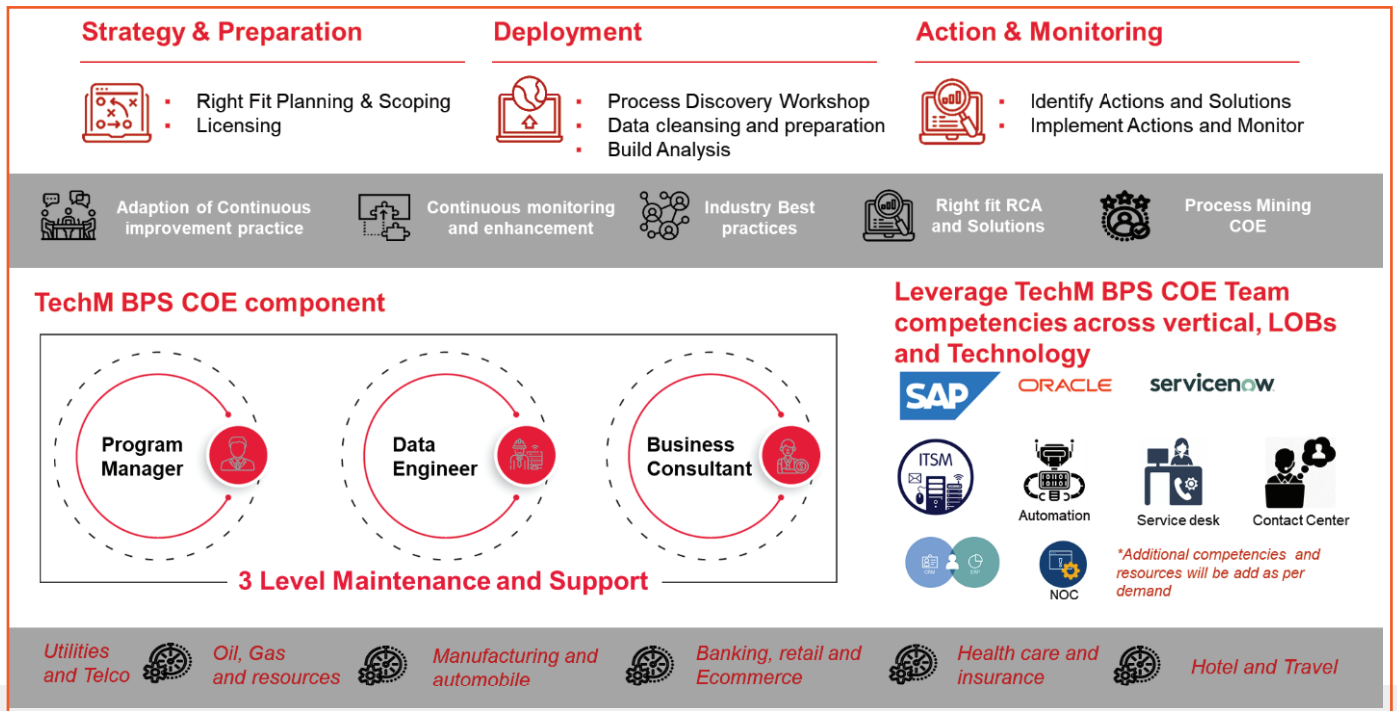 Strategy & Preparation
Right Fit Planning & Scoping
Licensing
Deployment
Process Discovery Workshop
Data cleansing and preparation
Build Analysis
Action & Monitoring
Identify Actions and Solutions
Implement Actions and Monitor
Adaption of Continuous
improvement practice
Continuous monitoring
and enhancement
Industry Best
practices
Right fit RCA
and Solutions
Process Mining
COE
TechM BPS COE component
Program
Manager
Data
Engineer
Business
Consultant
3 Level Maintenance and Support
Leverage TechM BPS COE Team
competencies across vertical, LOBs
and Technology
SAP
ORACLE
servicenow
ITSM
Automation
Service desk
Contact Center
CRM
ERP
NOC
*Additional competencies and
resources will be add as per
demand
Utilities
and Telco
Oil, Gas
and resources
Manufacturing and
automobile
Banking, retail and
Ecommerce
Health care and
insurance
Hotel and Travel